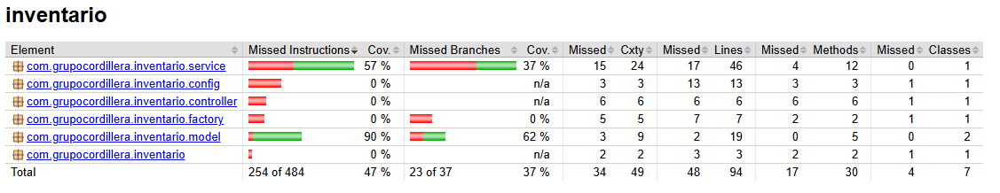 inventario
Element Missed Instructions Cov. Missed Branches Cov. Missed Cxty Missed Lines Missed Methods Missed Classes
com.grupocordillera.inventario.service 57 % 37 % 15 24 17 46 4 12 0 1
com.grupocordillera.inventario.config 0 % n/a 3 3 13 13 3 3 1 1
com.grupocordillera.inventario.controller 0 % n/a 6 6 6 6 6 6 1 1
com.grupocordillera.inventario.factory 0 % 0 % 5 5 7 7 2 2 1 1
com.grupocordillera.inventario.model 90 % 62 % 3 9 2 19 0 5 0 2
com.grupocordillera.inventario 0 % n/a 2 2 3 3 2 2 1 1
Total 254 of 484 47 % 23 of 37 37 % 34 49 48 94 17 30 4 7